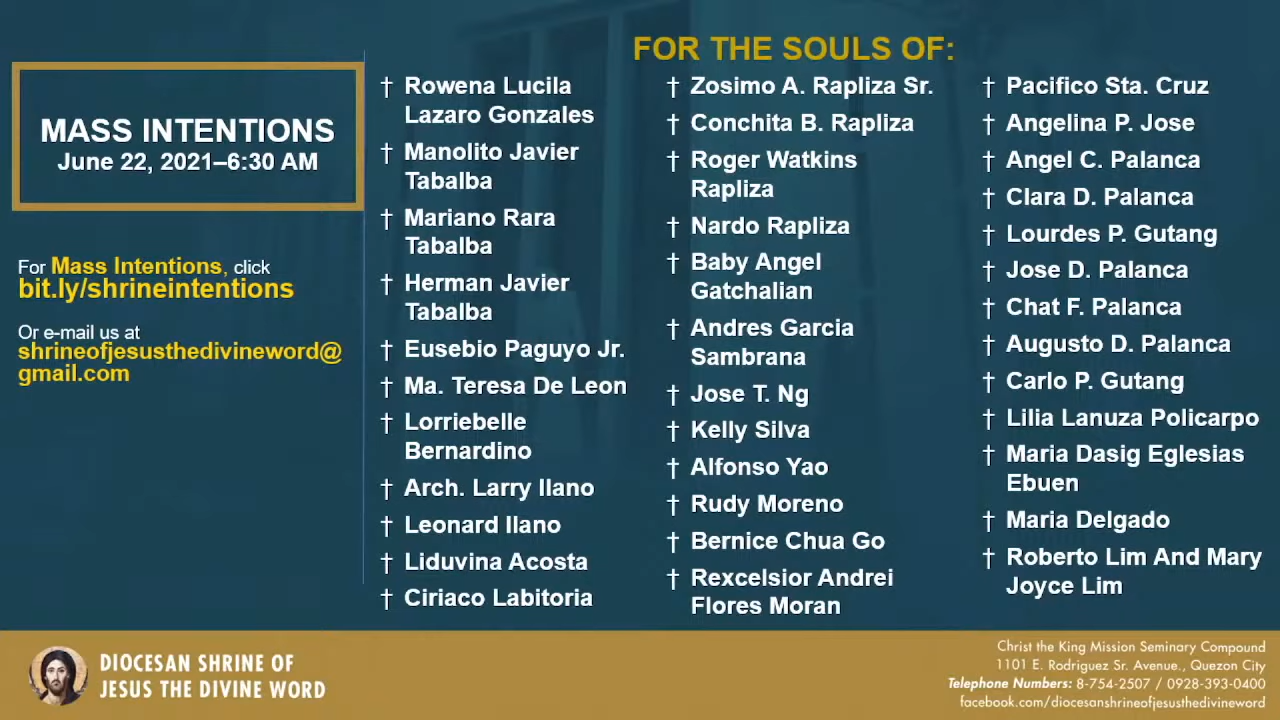 MASS INTENTIONS
June 22, 2021–6:30 AM
For Mass Intentions, click
bit.ly/shrineintentions
Or e-mail us at
shrineofjesusthedivineword@
gmail.com
FOR THE SOULS OF:
† Rowena Lucila
Lazaro Gonzales
† Manolito Javier
Tabalba
† Mariano Rara
Tabalba
† Herman Javier
Tabalba
† Eusebio Paguyo Jr.
† Ma. Teresa De Leon
† Lorriebelle
Bernardino
† Arch. Larry Ilano
† Leonard Ilano
† Liduvina Acosta
† Ciriaco Labitoria
† Zosimo A. Rapliza Sr.
† Conchita B. Rapliza
† Roger Watkins
Rapliza
† Nardo Rapliza
† Baby Angel
Gatchalian
† Andres Garcia
Sambrana
† Jose T. Ng
† Kelly Silva
† Alfonso Yao
† Rudy Moreno
† Bernice Chua Go
† Rexcelsior Andrei
Flores Moran
† Pacifico Sta. Cruz
† Angelina P. Jose
† Angel C. Palanca
† Clara D. Palanca
† Lourdes P. Gutang
† Jose D. Palanca
† Chat F. Palanca
† Augusto D. Palanca
† Carlo P. Gutang
† Lilia Lanuza Policarpo
† Maria Dasig Eglesias
Ebuen
† Maria Delgado
† Roberto Lim And Mary
Joyce Lim
DIOCESAN SHRINE OF
JESUS THE DIVINE WORD
Christ the King Mission Seminary Compound
1101 E. Rodriguez Sr. Avenue., Quezon City
Telephone Numbers: 8-754-2507 / 0928-393-0400
facebook.com/diocesanshrineofjesusthedivineword